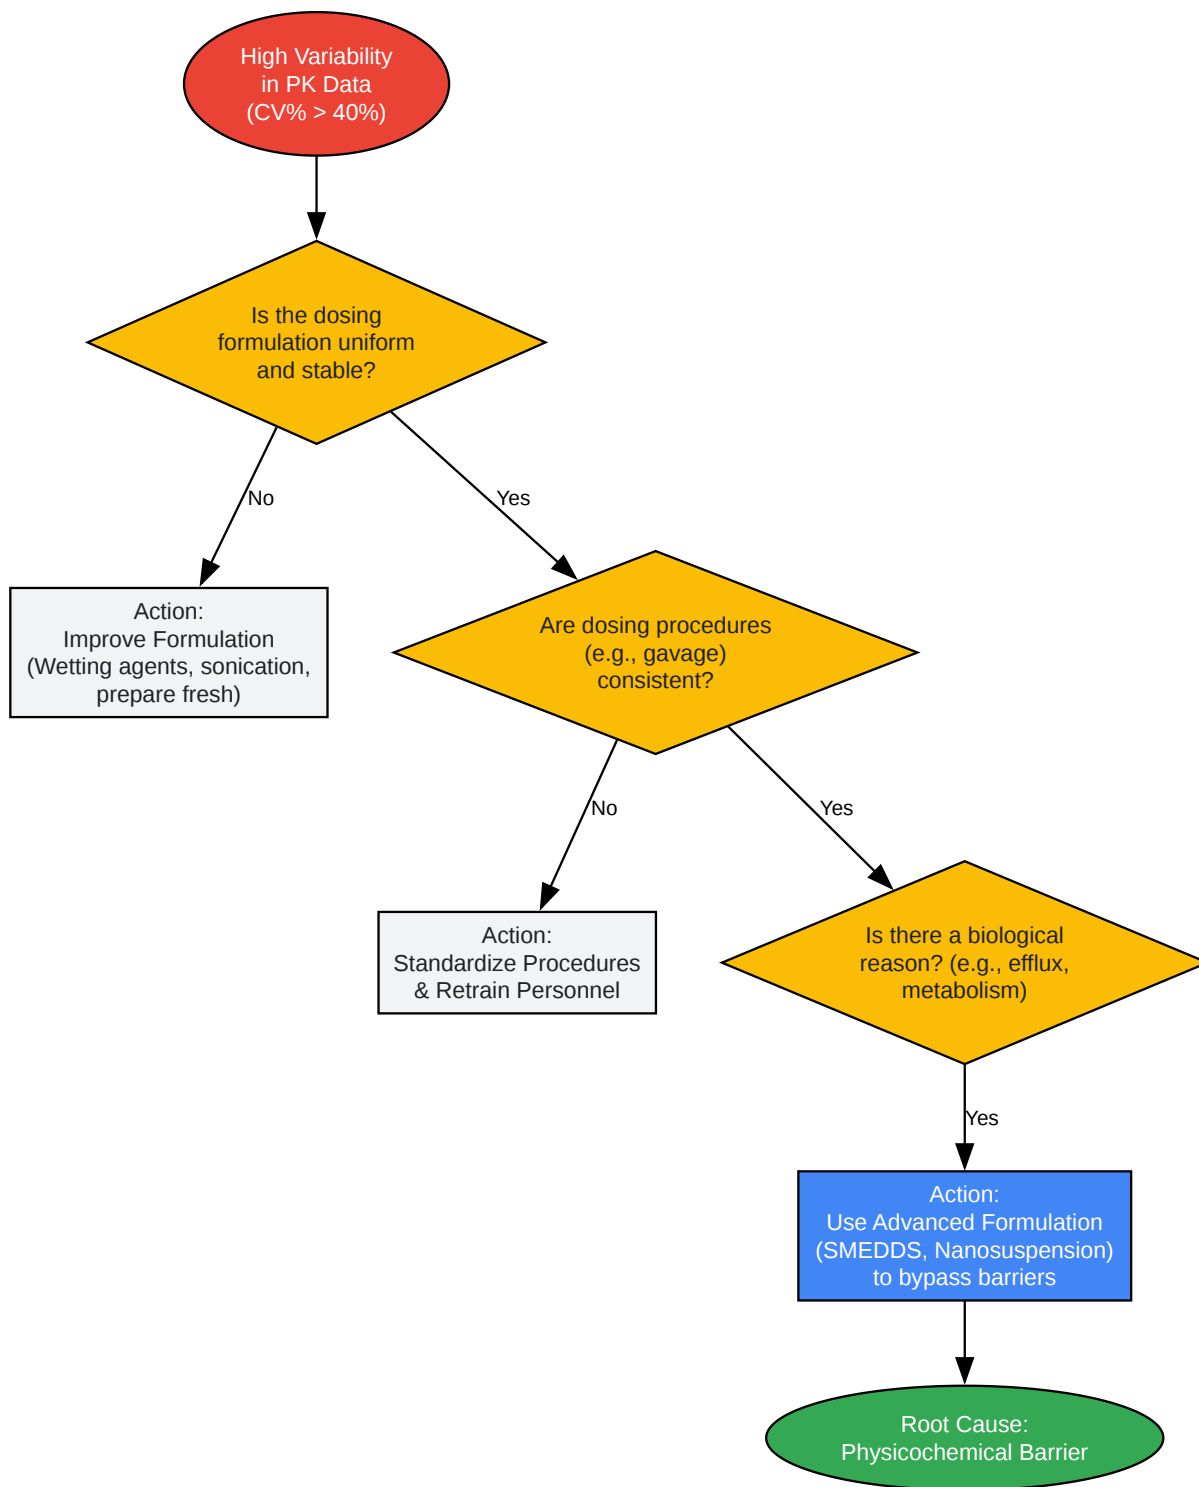 High Variability
in PK Data
(CV% > 40%)
Is the dosing
formulation uniform
and stable?
No
Yes
Action:
Improve Formulation
(Wetting agents, sonication,
prepare fresh)
Are dosing procedures
(e.g., gavage)
consistent?
No
Yes
Action:
Standardize Procedures
& Retrain Personnel
Is there a biological
reason? (e.g., efflux,
metabolism)
Yes
Action:
Use Advanced Formulation
(SMEDDS, Nanosuspension)
to bypass barriers
Root Cause:
Physicochemical Barrier